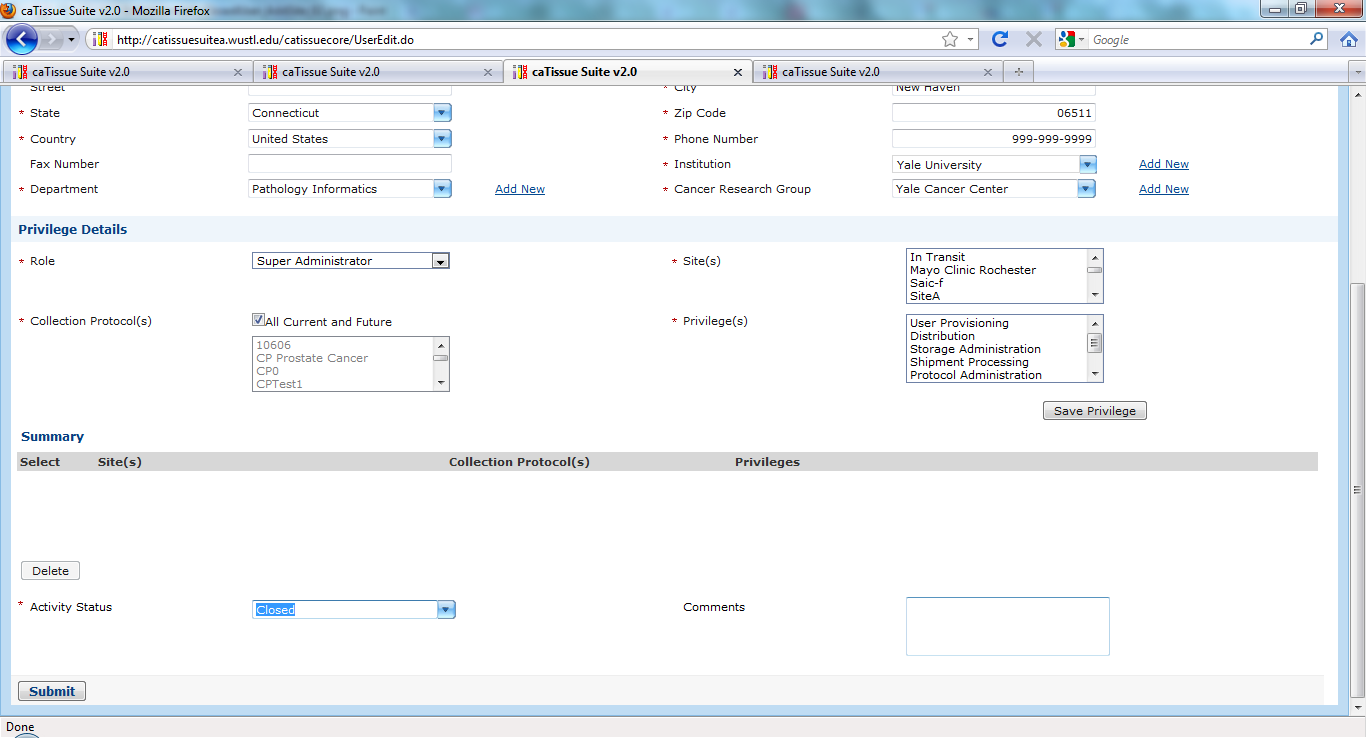 caTissue Suite v2.0 - Mozilla Firefox
http://catissuesuitea.wustl.edu/catissuecore/UserEdit.do
Google
caTissue Suite v2.0 caTissue Suite v2.0 caTissue Suite v2.0 caTissue Suite v2.0
Street * City New Haven
* State Connecticut * Zip Code 06511
* Country United States * Phone Number 999-999-9999
Fax Number * Institution Yale University Add New
* Department Pathology Informatics Add New * Cancer Research Group Yale Cancer Center Add New
Privilege Details
* Role Super Administrator * Site(s) In Transit
Mayo Clinic Rochester
Saic-f
SiteA
* Collection Protocol(s) All Current and Future * Privilege(s) User Provisioning
10606 Distribution
CP Prostate Cancer Storage Administration
CP0 Shipment Processing
CPTest1 Protocol Administration
Save Privilege
Summary
Select Site(s) Collection Protocol(s) Privileges
Delete
* Activity Status Closed Comments
Submit
Done